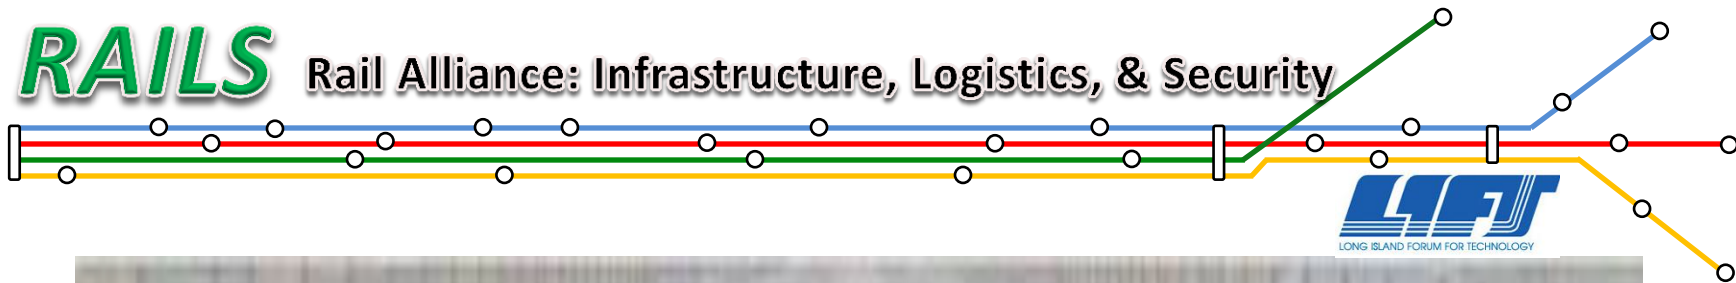 RAILS Rail Alliance: Infrastructure, Logistics, & Security
LIFT
LONG ISLAND FORUM FOR TECHNOLOGY